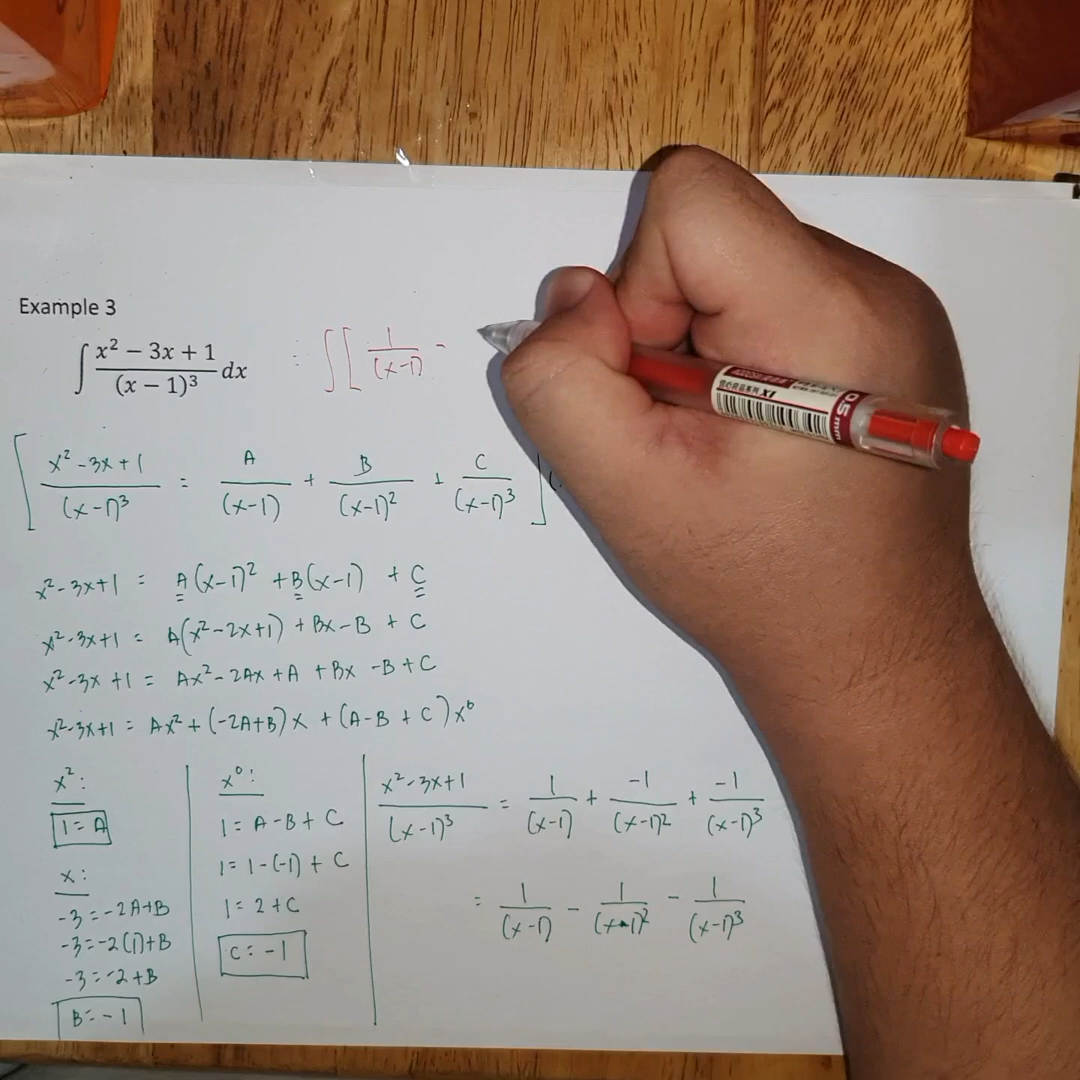 Example 3
∫ (x² − 3x + 1)/(x − 1)³ dx = ∫[ 1/(x-1) -
[ (x²-3x+1)/(x-1)³ = A/(x-1) + B/(x-1)² + C/(x-1)³ ] (
x²-3x+1 = A(x-1)² + B(x-1) + C
x²-3x+1 = A(x²-2x+1) + Bx-B + C
x²-3x+1 = Ax²-2Ax+A + Bx -B+C
x²-3x+1 = Ax²+(-2A+B)x + (A-B + C)x⁰
x²:
1=A
x:
-3=-2A+B
-3=-2(1)+B
-3=-2+B
B=-1
x⁰:
1=A-B+C
1=1-(-1)+C
1=2+C
C=-1
(x²-3x+1)/(x-1)³ = 1/(x-1) + -1/(x-1)² + -1/(x-1)³
= 1/(x-1) - 1/(x-1)² - 1/(x-1)³
0.5mm